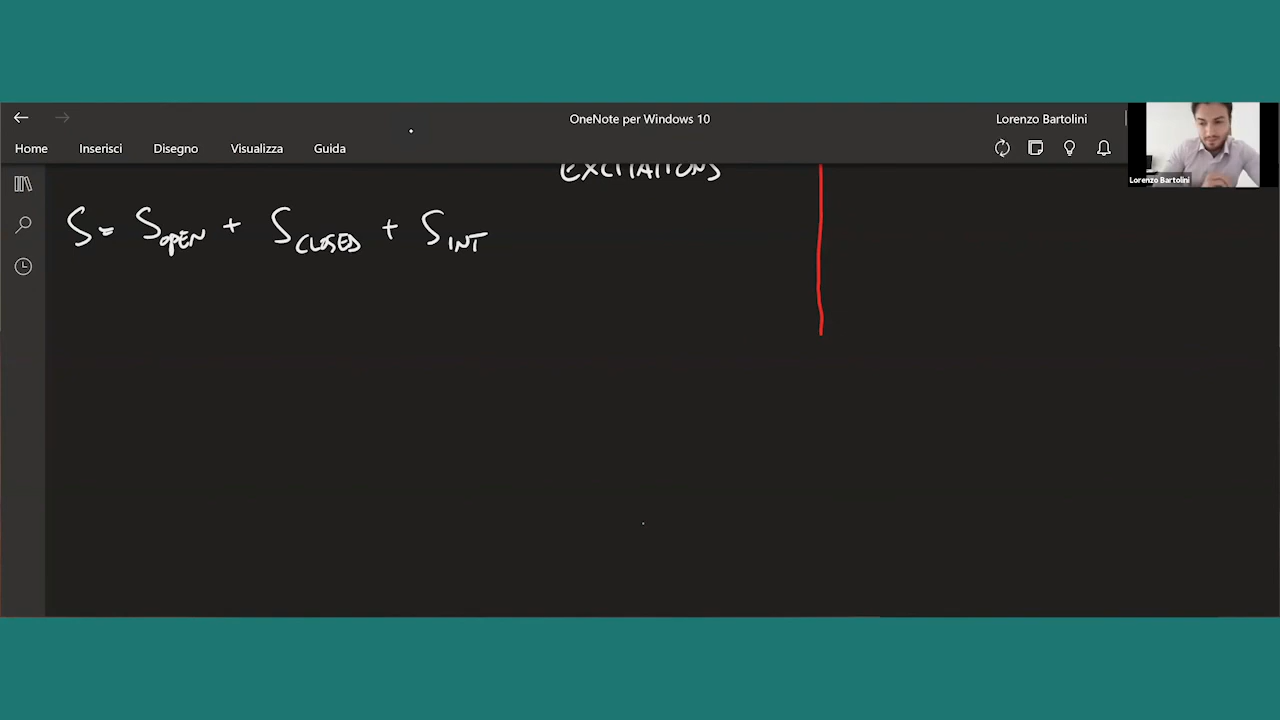 OneNote per Windows 10
Lorenzo Bartolini
Home Inserisci Disegno Visualizza Guida
Lorenzo Bartolini
EXCITATIONS
S = S_OPEN + S_CLOSED + S_INT